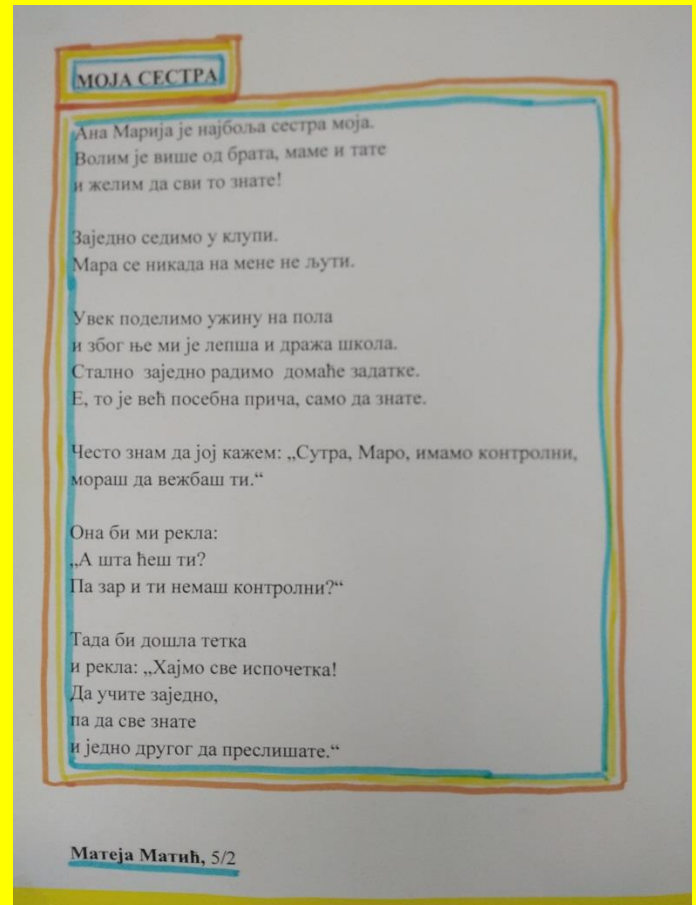 МОЈА СЕСТРА
Ана Марија је најбоља сестра моја.
Волим је више од брата, маме и тате
и желим да сви то знате!
Заједно седимо у клупи.
Мара се никада на мене не љути.
Увек поделимо ужину на пола
и због ње ми је лепша и дража школа.
Стално заједно радимо домаће задатке.
Е, то је већ посебна прича, само да знате.
Често знам да јој кажем: „Сутра, Маро, имамо контролни,
мораш да вежбаш ти.“
Она би ми рекла:
„А шта ћеш ти?
Па зар и ти немаш контролни?“
Тада би дошла тетка
и рекла: „Хајмо све испочетка!
Да учите заједно,
па да све знате
и једно другог да преслишате.“
Матеја Матић, 5/2